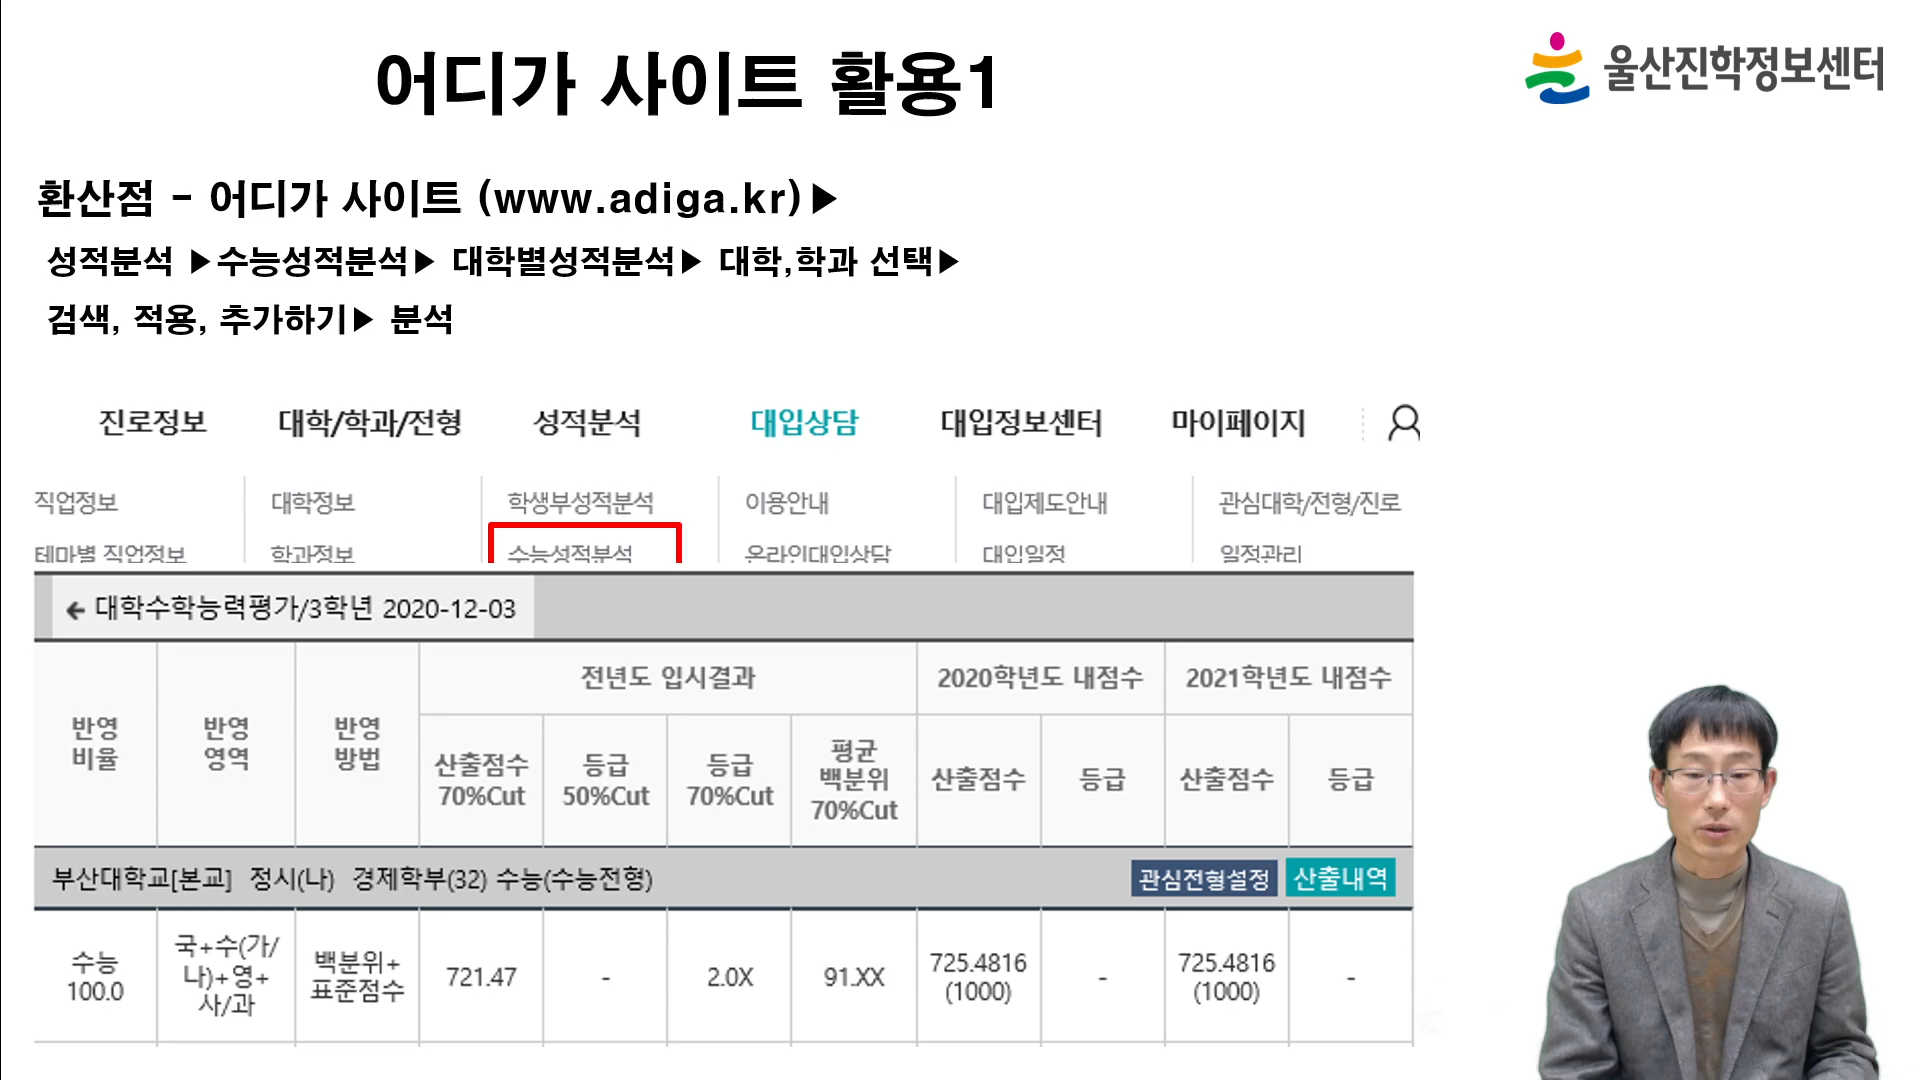 어디가 사이트 활용1
울산진학정보센터
환산점 - 어디가 사이트 (www.adiga.kr)▶
성적분석 ▶수능성적분석▶ 대학별성적분석▶ 대학,학과 선택▶
검색, 적용, 추가하기▶ 분석
진로정보 대학/학과/전형 성적분석 대입상담 대입정보센터 마이페이지
직업정보 대학정보 학생부성적분석 이용안내 대입제도안내 관심대학/전형/진로
테마별 직업정보 학과정보 수능성적분석 온라인대입상담 대입일정 일정관리
← 대학수학능력평가/3학년 2020-12-03
반영
비율
반영
영역
반영
방법
전년도 입시결과
2020학년도 내점수
2021학년도 내점수
산출점수
70%Cut
등급
50%Cut
등급
70%Cut
평균
백분위
70%Cut
산출점수
등급
산출점수
등급
부산대학교[본교] 정시(나) 경제학부(32) 수능(수능전형)
관심전형설정
산출내역
수능
100.0
국+수(가/
나)+영+
사/과
백분위+
표준점수
721.47
-
2.0X
91.XX
725.4816
(1000)
-
725.4816
(1000)
-